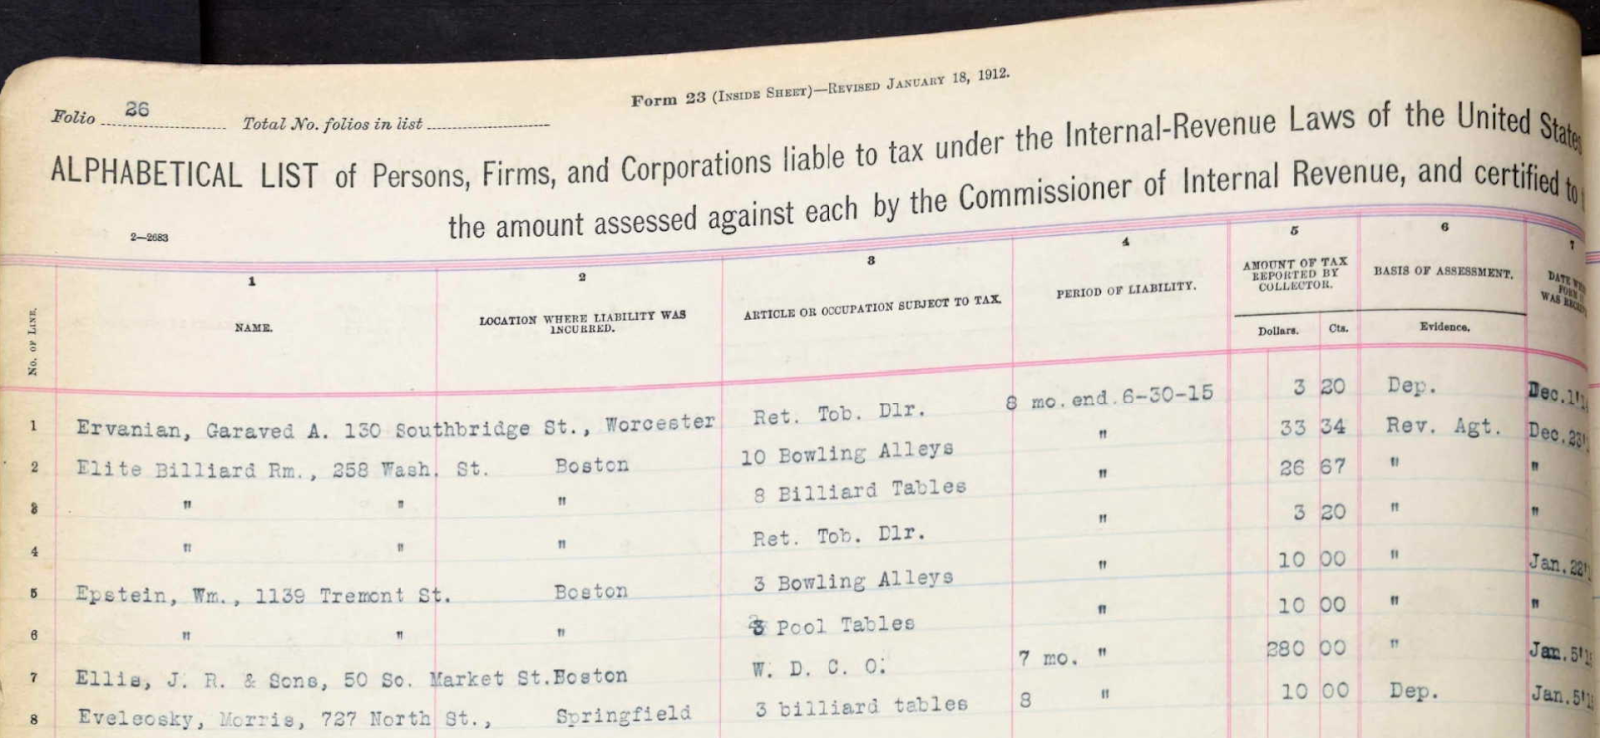 Form 23 (Inside Sheet)—Revised January 18, 1912.
Folio 26 Total No. folios in list
ALPHABETICAL LIST of Persons, Firms, and Corporations liable to tax under the Internal-Revenue Laws of the United States
the amount assessed against each by the Commissioner of Internal Revenue, and certified to
2—2683
No. of Line. 1 2 3 4 5 6 7
NAME. LOCATION WHERE LIABILITY WAS INCURRED. ARTICLE OR OCCUPATION SUBJECT TO TAX. PERIOD OF LIABILITY. AMOUNT OF TAX REPORTED BY COLLECTOR. BASIS OF ASSESSMENT. DATE WAS
Dollars. Cts. Evidence.
1 Ervanian, Garaved A. 130 Southbridge St., Worcester Ret. Tob. Dlr. 8 mo. end. 6-30-15 3 20 Dep. Dec.1'
2 Elite Billiard Rm., 258 Wash. St. Boston 10 Bowling Alleys " 33 34 Rev. Agt. Dec.23'
3 " " " 8 Billiard Tables " 26 67 " "
4 " " " Ret. Tob. Dlr. " 3 20 " "
5 Epstein, Wm., 1139 Tremont St. Boston 3 Bowling Alleys " 10 00 " Jan.22'
6 " " " 3 Pool Tables " 10 00 " "
7 Ellis, J. R. & Sons, 50 So. Market St. Boston W. D. C. O. 7 mo. " 280 00 " Jan.5'1
8 Eveleosky, Morris, 727 North St., Springfield 3 billiard tables 8 " 10 00 Dep. Jan.5'1